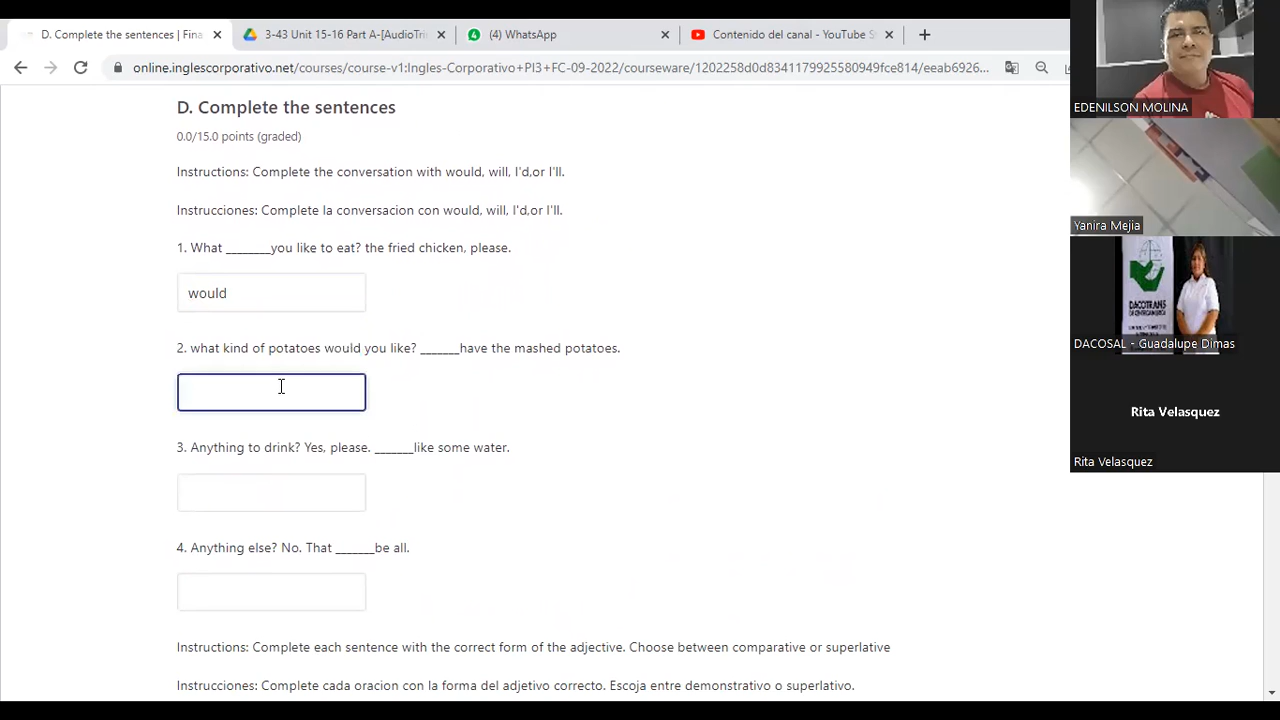 D. Complete the sentences | Fina
3-43 Unit 15-16 Part A-[AudioTri
(4) WhatsApp
Contenido del canal - YouTube S
online.inglescorporativo.net/courses/course-v1:Ingles-Corporativo+PI3+FC-09-2022/courseware/1202258d0d8341179925580949fce814/eeab6926...
D. Complete the sentences
0.0/15.0 points (graded)
Instructions: Complete the conversation with would, will, I'd,or I'll.
Instrucciones: Complete la conversacion con would, will, I'd,or I'll.
1. What ________you like to eat? the fried chicken, please.
would
2. what kind of potatoes would you like? _______have the mashed potatoes.
3. Anything to drink? Yes, please. _______like some water.
4. Anything else? No. That _______be all.
Instructions: Complete each sentence with the correct form of the adjective. Choose between comparative or superlative
Instrucciones: Complete cada oracion con la forma del adjetivo correcto. Escoja entre demonstrativo o superlativo.
EDENILSON MOLINA
Yanira Mejia
DACOTRANS
DACOSAL - Guadalupe Dimas
Rita Velasquez
Rita Velasquez